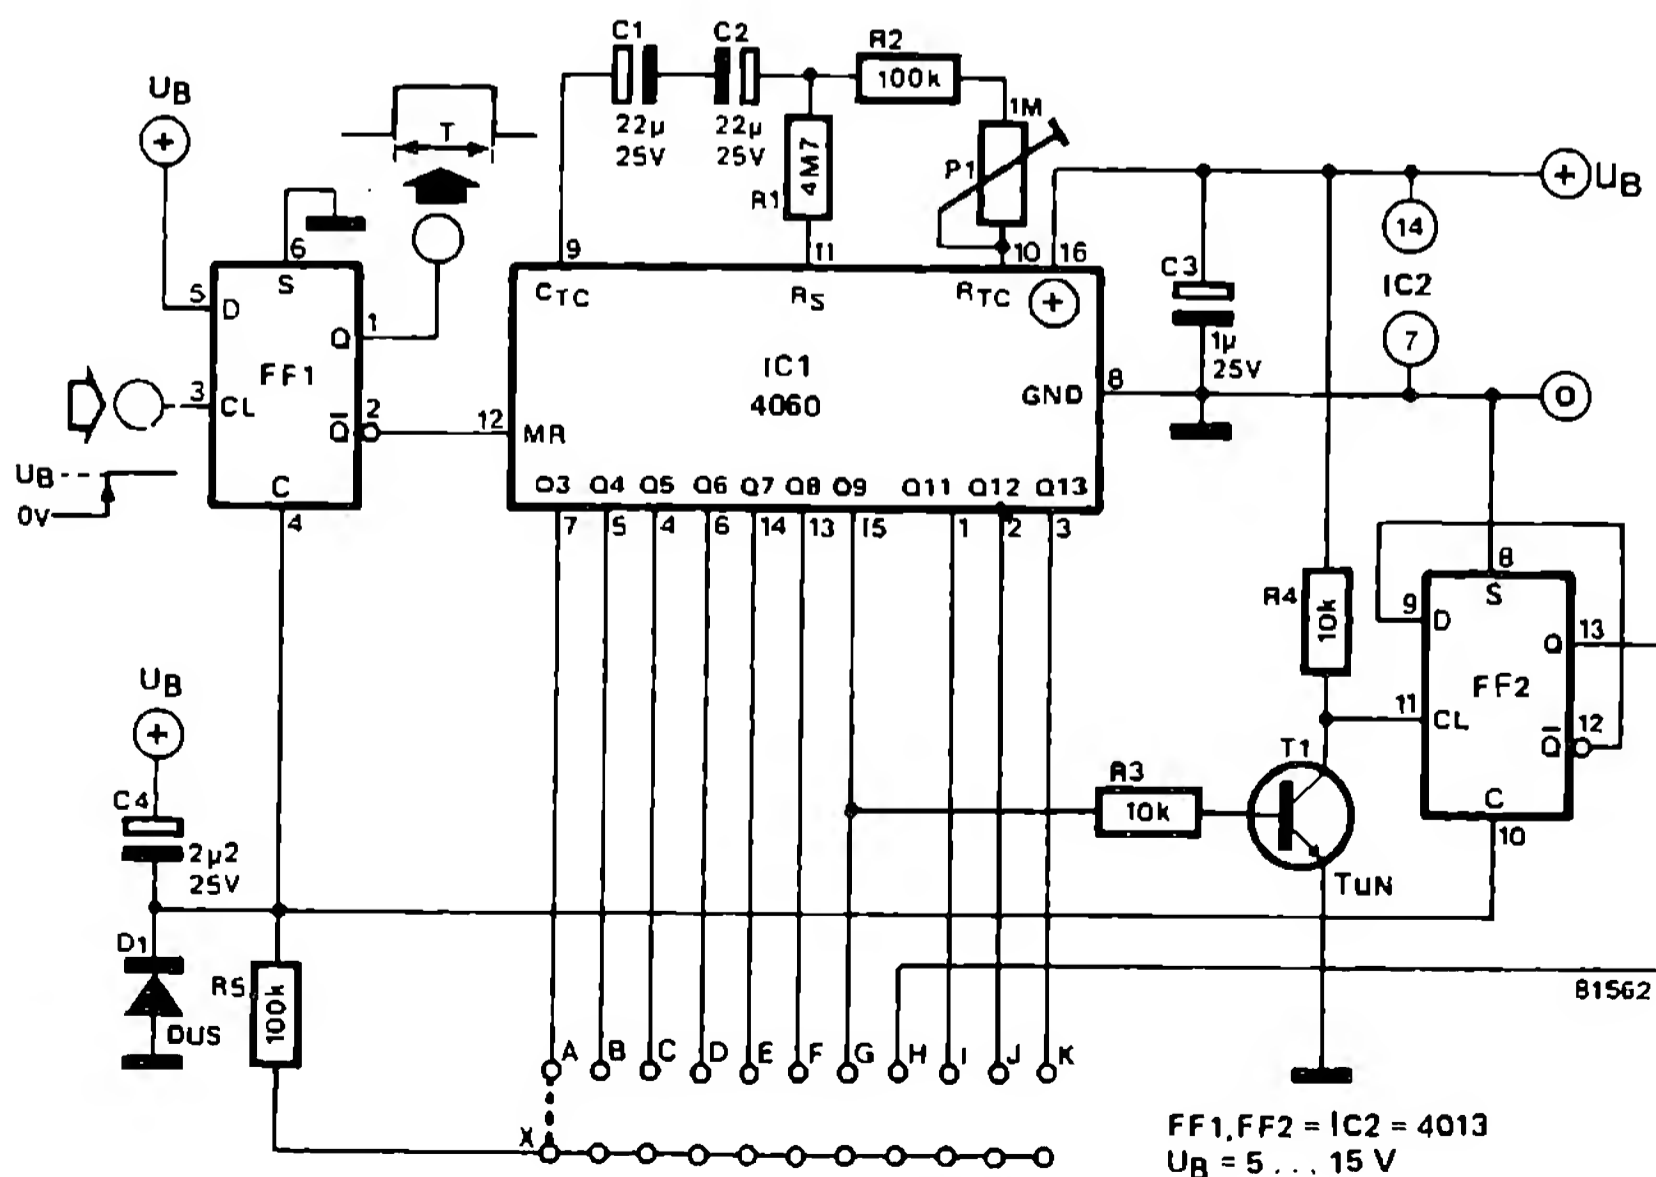 C1
C2
R2
100k
UB
+
22µ
25V
22µ
25V
1M
T
P1
R1
4M7
+
UB
14
6
S
9
11
10
16
C3
IC2
5
D
1
Q
CTC
RS
RTC
+
7
1µ
25V
FF1
IC1
4060
GND
8
0
3
CL
2
Q̅
12
MR
UB
0V
C
4
Q3
Q4
Q5
Q6
Q7
Q8
Q9
Q11
Q12
Q13
7
5
4
6
14
13
15
1
2
3
8
S
9
D
R4
10k
Q
13
FF2
11
CL
12
Q̅
UB
+
C4
2µ2
25V
R3
10k
T1
C
10
TUN
D1
R5
100k
DUS
81562
A
B
C
D
E
F
G
H
I
J
K
X
FF1,FF2 = IC2 = 4013
UB = 5 ... 15 V